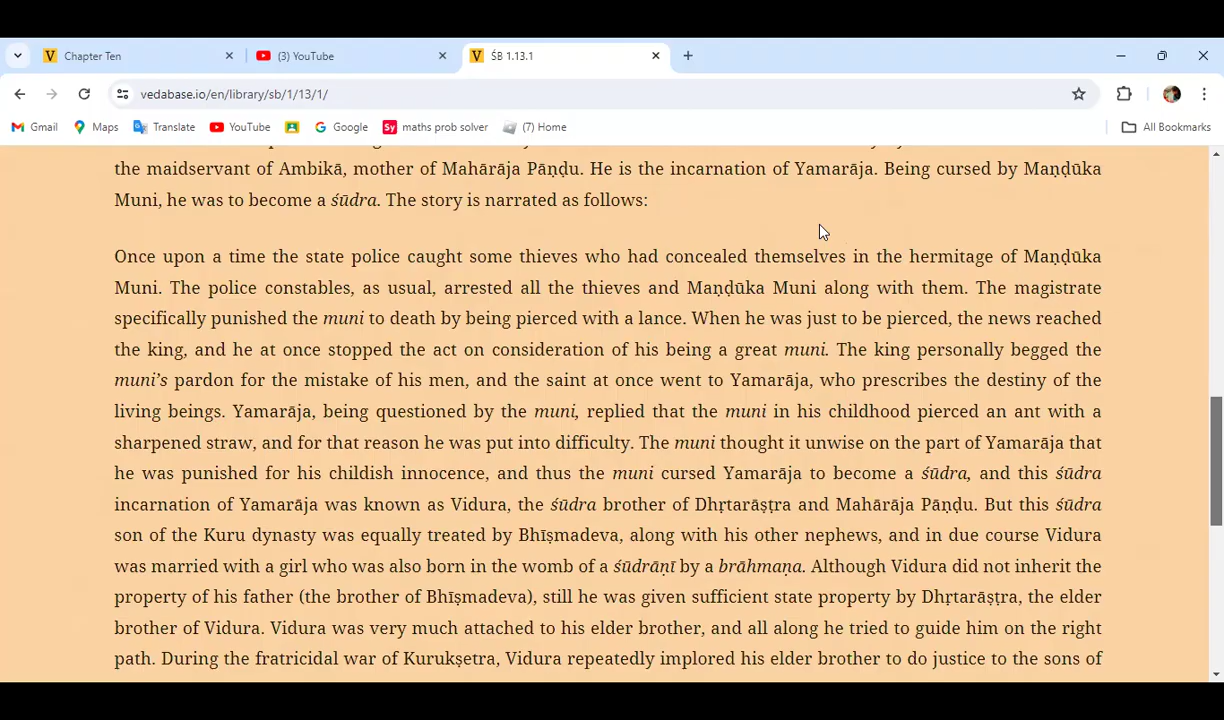 Chapter Ten
(3) YouTube
ŚB 1.13.1
vedabase.io/en/library/sb/1/13/1/
Gmail
Maps
Translate
YouTube
Google
Sy maths prob solver
(7) Home
All Bookmarks
the maidservant of Ambikā, mother of Mahārāja Pāṇḍu. He is the incarnation of Yamarāja. Being cursed by Maṇḍūka
Muni, he was to become a śūdra. The story is narrated as follows:
Once upon a time the state police caught some thieves who had concealed themselves in the hermitage of Maṇḍūka
Muni. The police constables, as usual, arrested all the thieves and Maṇḍūka Muni along with them. The magistrate
specifically punished the muni to death by being pierced with a lance. When he was just to be pierced, the news reached
the king, and he at once stopped the act on consideration of his being a great muni. The king personally begged the
muni’s pardon for the mistake of his men, and the saint at once went to Yamarāja, who prescribes the destiny of the
living beings. Yamarāja, being questioned by the muni, replied that the muni in his childhood pierced an ant with a
sharpened straw, and for that reason he was put into difficulty. The muni thought it unwise on the part of Yamarāja that
he was punished for his childish innocence, and thus the muni cursed Yamarāja to become a śūdra, and this śūdra
incarnation of Yamarāja was known as Vidura, the śūdra brother of Dhṛtarāṣṭra and Mahārāja Pāṇḍu. But this śūdra
son of the Kuru dynasty was equally treated by Bhīṣmadeva, along with his other nephews, and in due course Vidura
was married with a girl who was also born in the womb of a śūdrāṇī by a brāhmaṇa. Although Vidura did not inherit the
property of his father (the brother of Bhīṣmadeva), still he was given sufficient state property by Dhṛtarāṣṭra, the elder
brother of Vidura. Vidura was very much attached to his elder brother, and all along he tried to guide him on the right
path. During the fratricidal war of Kurukṣetra, Vidura repeatedly implored his elder brother to do justice to the sons of